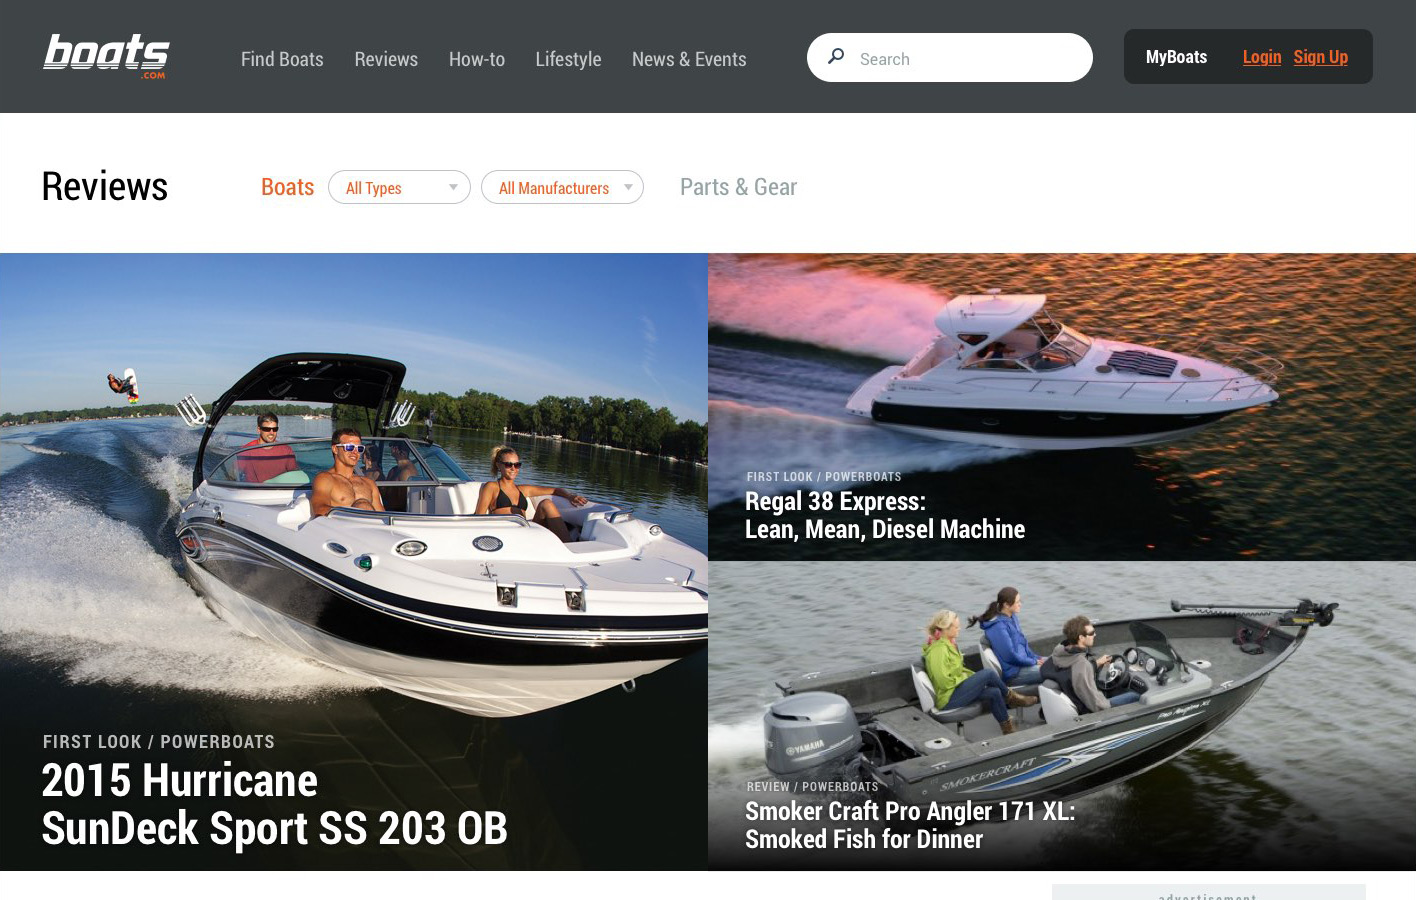 boats
.COM
Find Boats
Reviews
How-to
Lifestyle
News & Events
Search
MyBoats
Login
Sign Up
Reviews
Boats
All Types
All Manufacturers
Parts & Gear
FIRST LOOK / POWERBOATS
2015 Hurricane
SunDeck Sport SS 203 OB
FIRST LOOK / POWERBOATS
Regal 38 Express:
Lean, Mean, Diesel Machine
YAMAHA
SMOKERCRAFT
Pro Angler XL
REVIEW / POWERBOATS
Smoker Craft Pro Angler 171 XL:
Smoked Fish for Dinner
advertisement